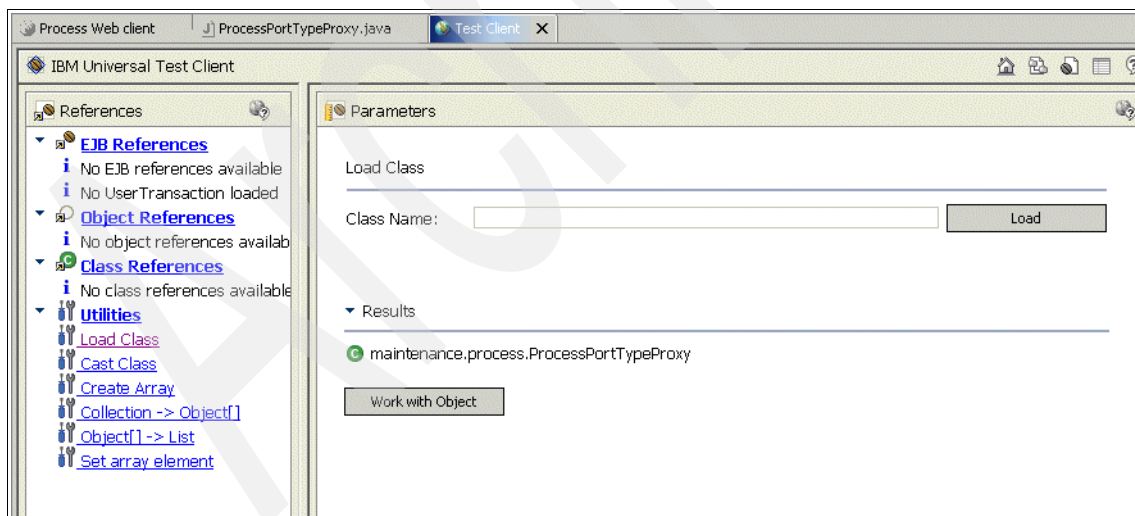 Process Web client
ProcessPortTypeProxy.java
Test Client
IBM Universal Test Client
References
EJB References
No EJB references available
No UserTransaction loaded
Object References
No object references availab
Class References
No class references available
Utilities
Load Class
Cast Class
Create Array
Collection -> Object[]
Object[] -> List
Set array element
Parameters
Load Class
Class Name:
Load
Results
maintenance.process.ProcessPortTypeProxy
Work with Object